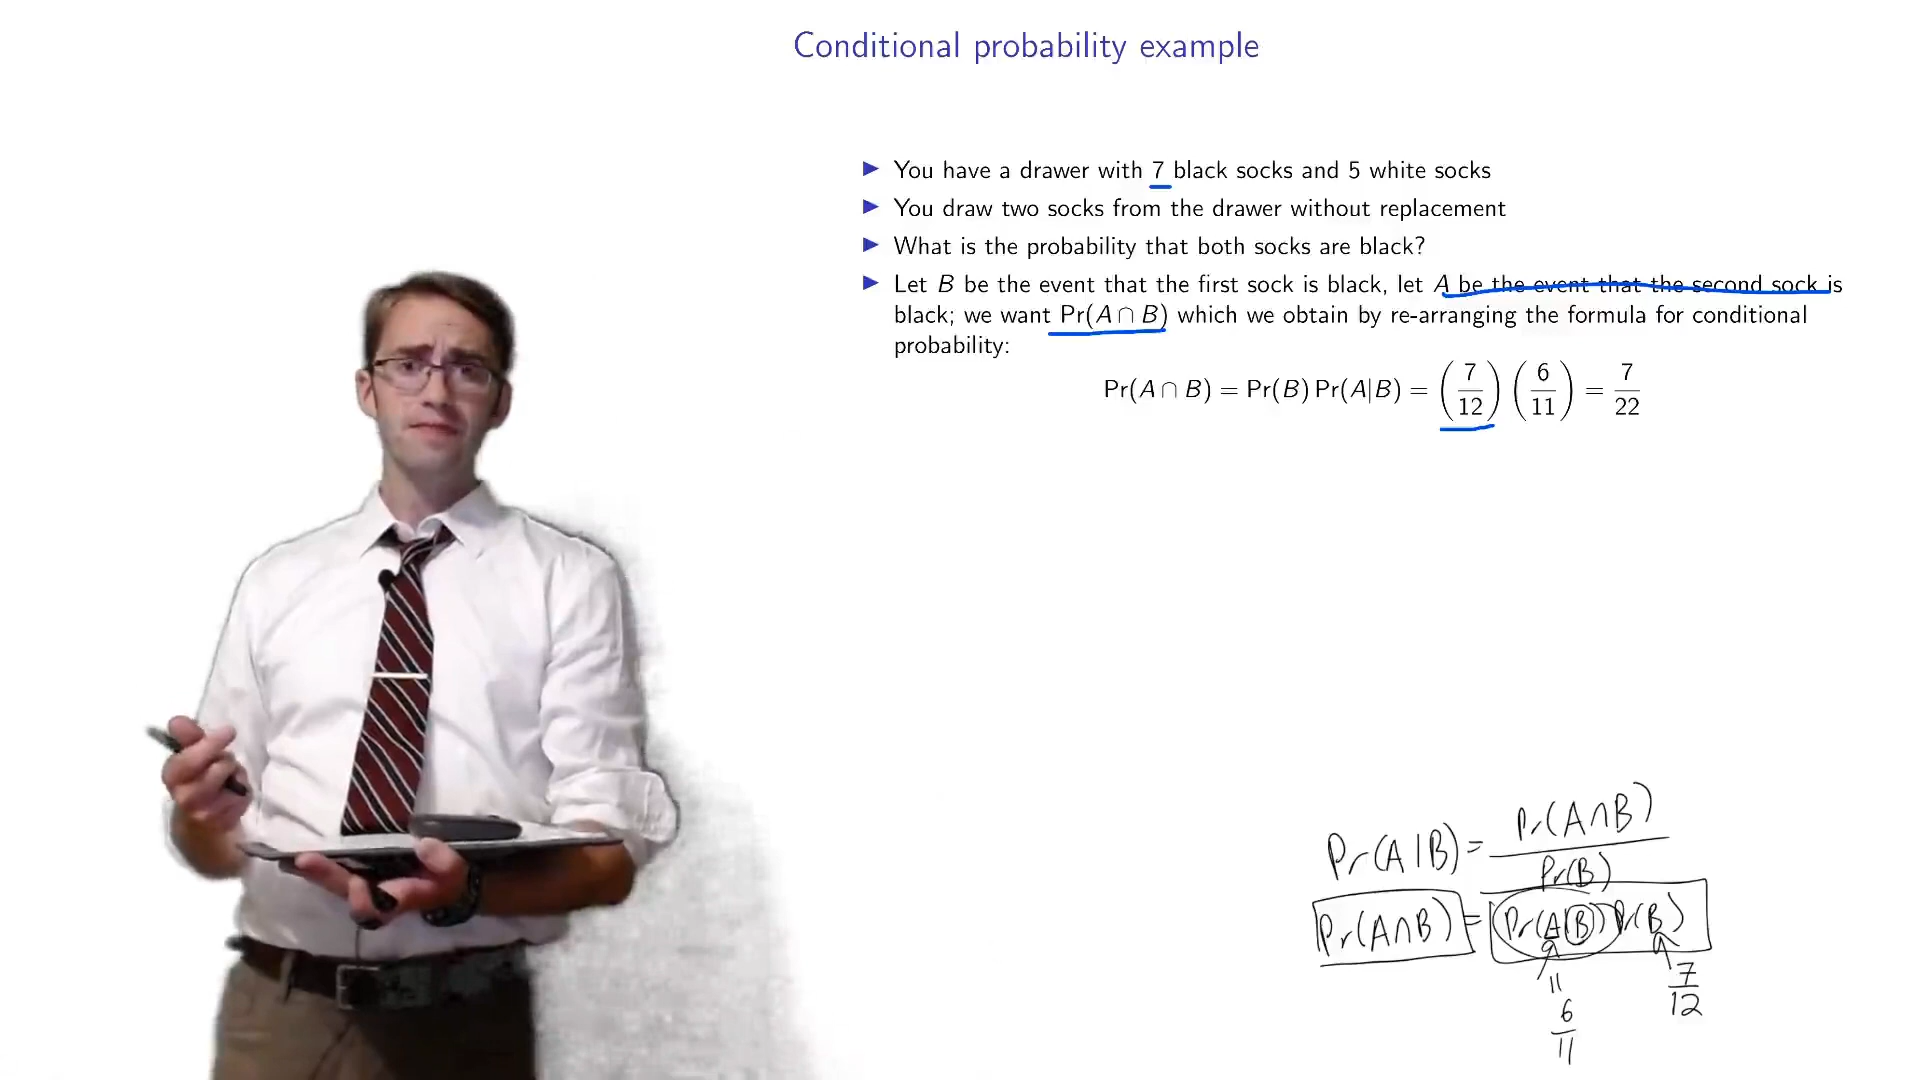 Conditional probability example
▶ You have a drawer with 7 black socks and 5 white socks
▶ You draw two socks from the drawer without replacement
▶ What is the probability that both socks are black?
▶ Let B be the event that the first sock is black, let A be the event that the second sock is
black; we want Pr(A ∩ B) which we obtain by re-arranging the formula for conditional
probability:
Pr(A ∩ B) = Pr(B) Pr(A|B) = (7/12) (6/11) = 7/22
Pr(A|B) = Pr(A∩B)/Pr(B)
Pr(A∩B) = Pr(A|B) Pr(B)
11
6/11
7/12